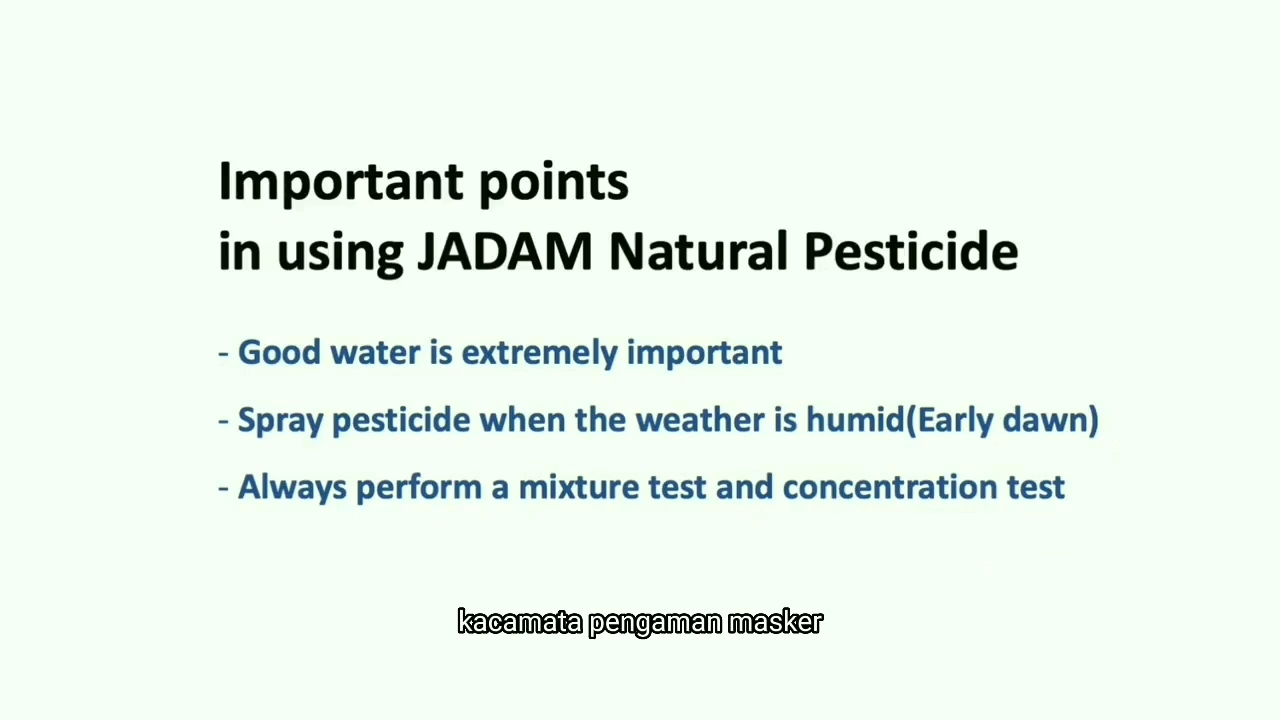 Important points
in using JADAM Natural Pesticide
- Good water is extremely important
- Spray pesticide when the weather is humid(Early dawn)
- Always perform a mixture test and concentration test
kacamata pengaman masker